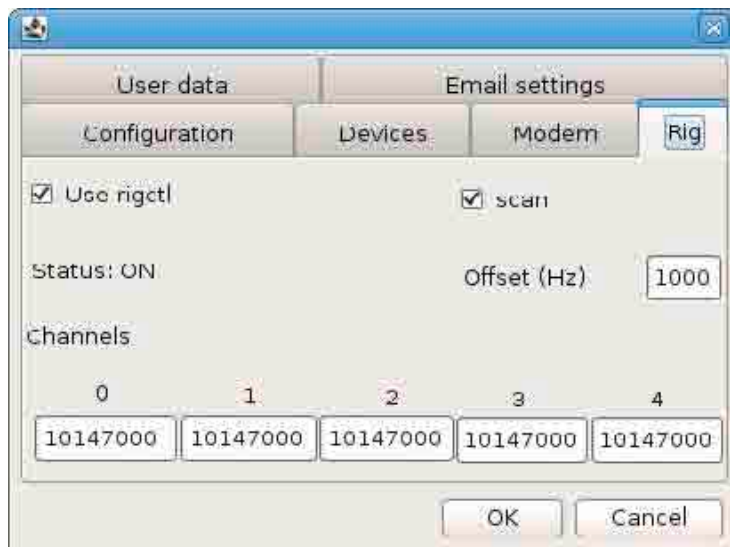 User data Email settings
Configuration Devices Modem Rig
Use rigctl scan
Status: ON Offset (Hz) 1000
Channels
0 1 2 3 4
10147000 10147000 10147000 10147000 10147000
OK Cancel